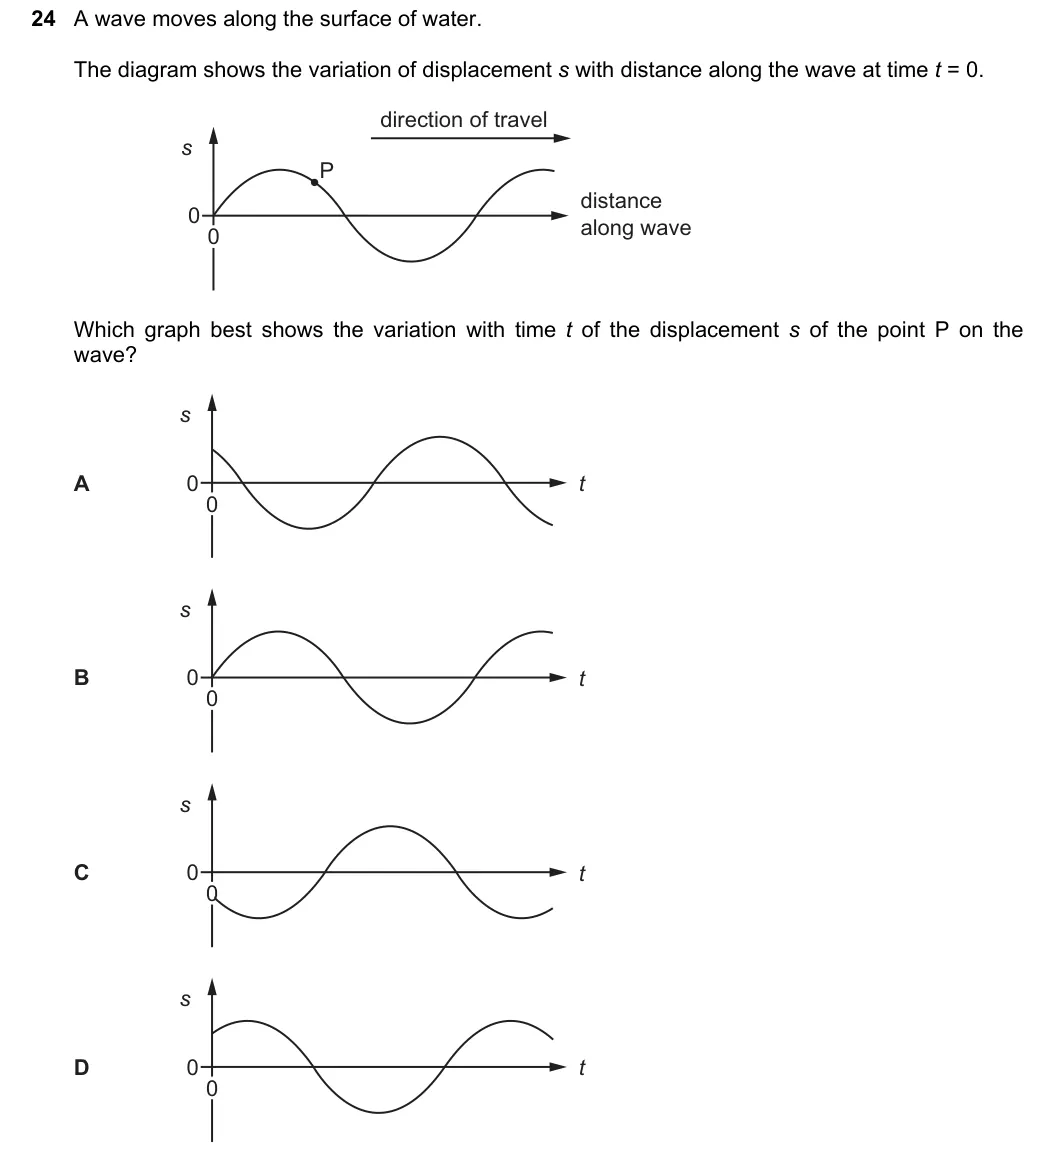 24 A wave moves along the surface of water.
The diagram shows the variation of displacement s with distance along the wave at time t = 0.
direction of travel
s
P
0
0
distance
along wave
Which graph best shows the variation with time t of the displacement s of the point P on the
wave?
s
A
0
t
0
s
B
0
t
0
s
C
0
t
0
s
D
0
t
0